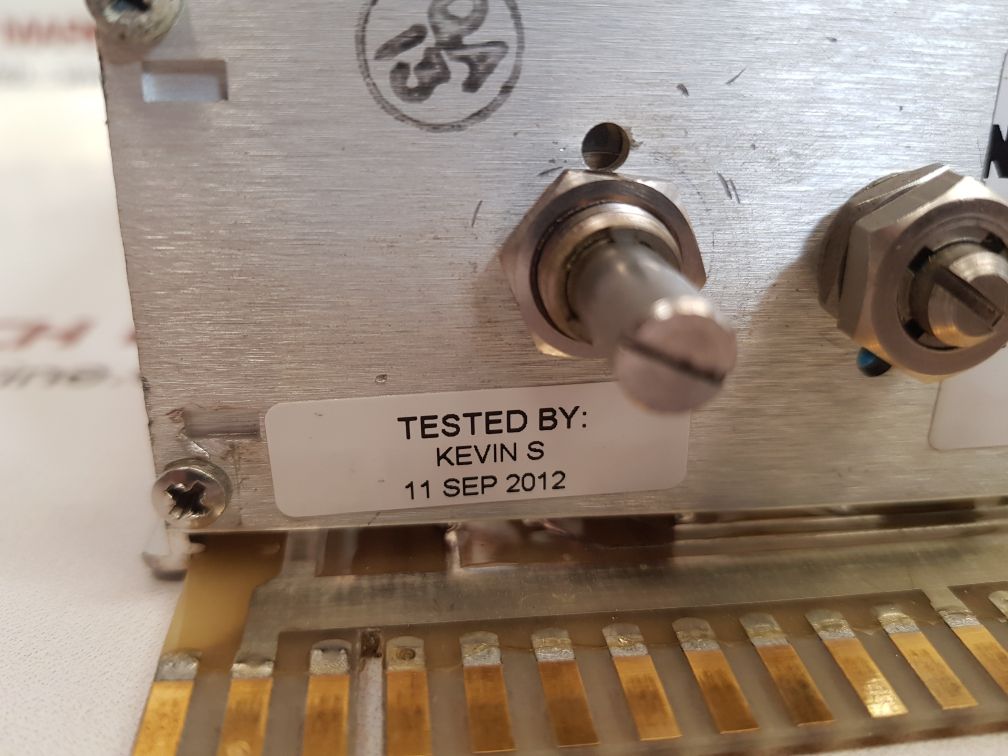 TESTED BY:
KEVIN S
11 SEP 2012